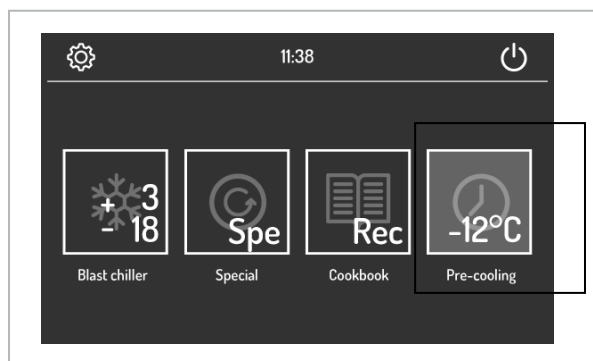 11:38
+3
-18
Spe
Rec
-12°C
Blast chiller
Special
Cookbook
Pre-cooling